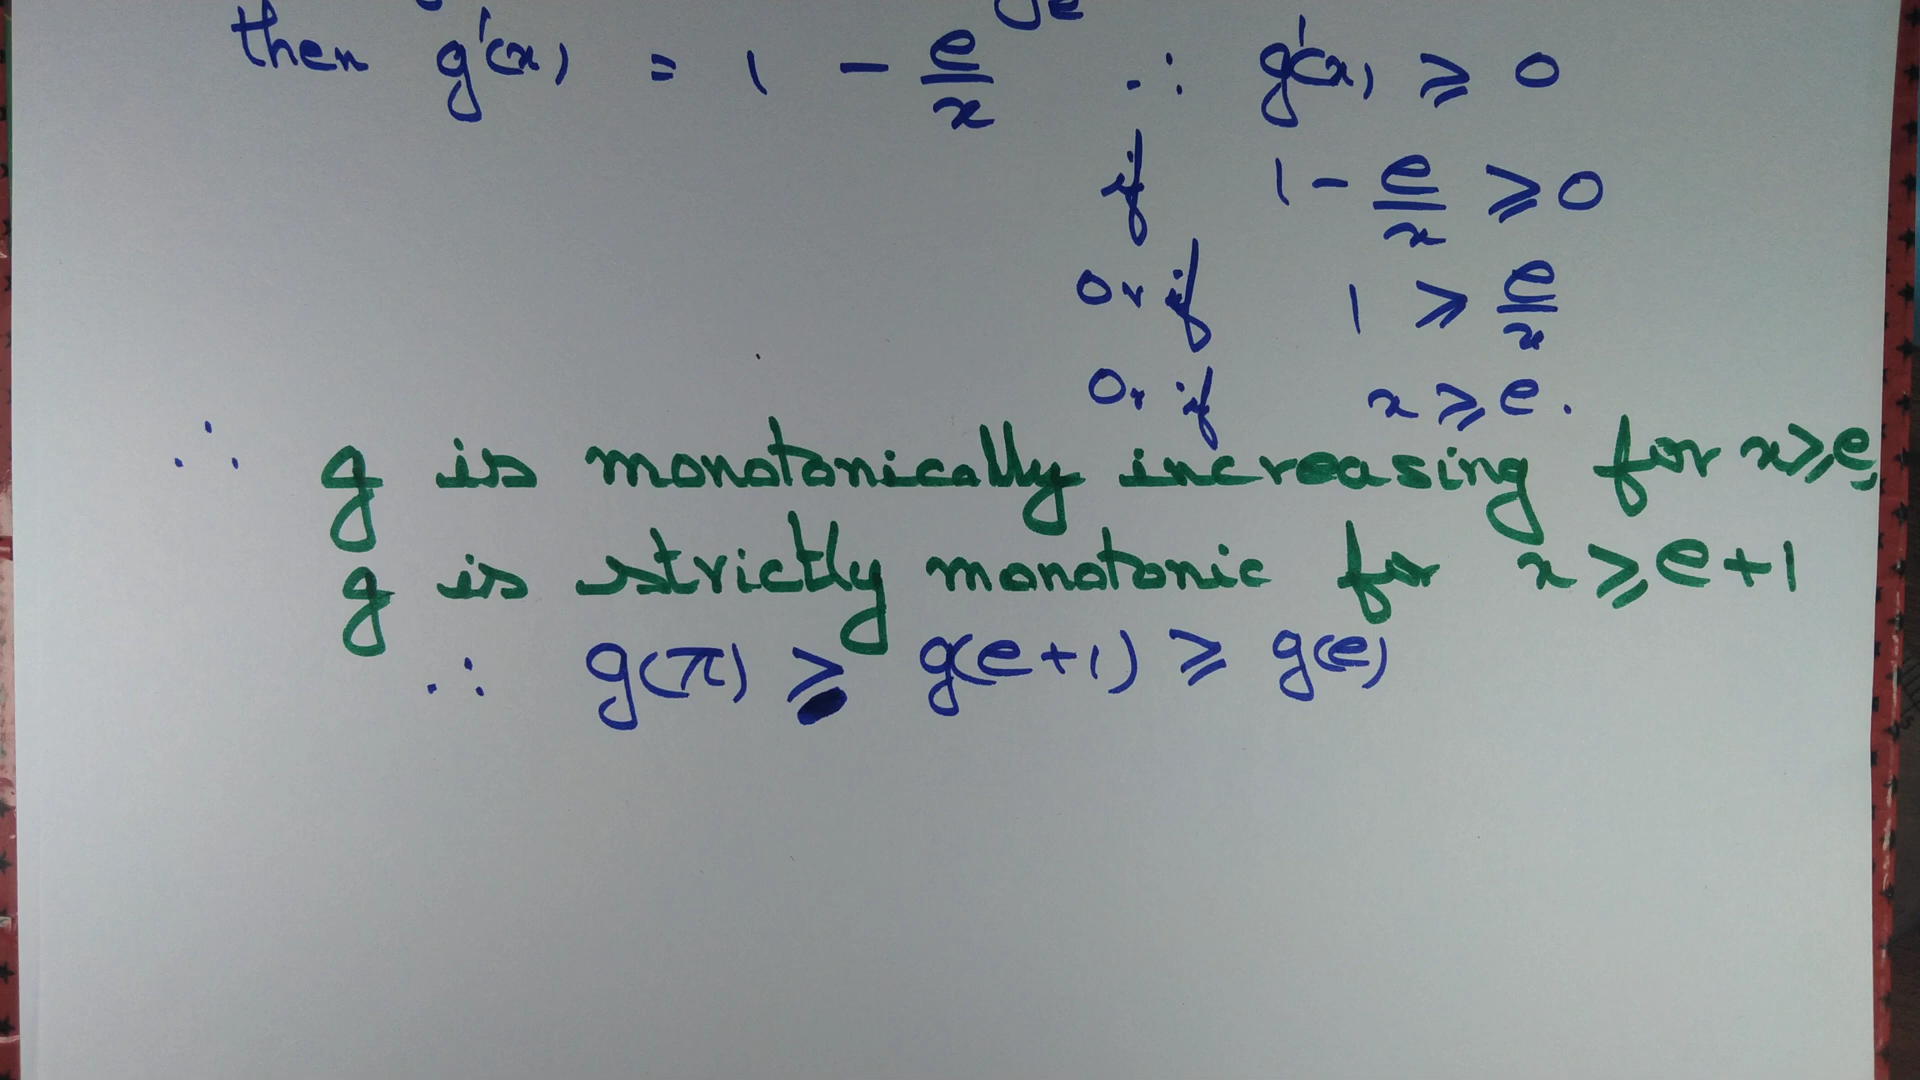 then g'(x) = 1 - e/x ∴ g'(x) ⩾ 0
if 1 - e/x ⩾ 0
Or if 1 ⩾ e/x
Or if x ⩾ e.
∴ g is monotonically increasing for x ⩾ e,
g is strictly monotonic for x ⩾ e+1
∴ g(π) ⩾ g(e+1) ⩾ g(e)